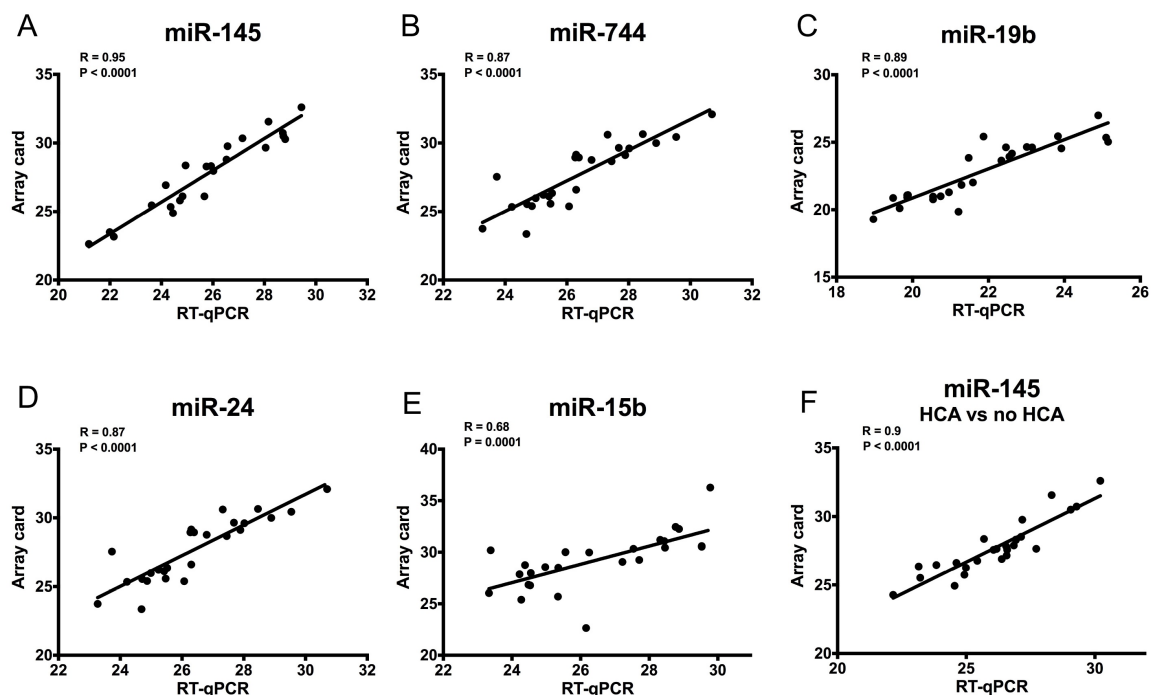 A
miR-145
R = 0.95
P < 0.0001
35
30
25
20
Array card
20 22 24 26 28 30 32
RT-qPCR
B
miR-744
R = 0.87
P < 0.0001
35
30
25
20
Array card
22 24 26 28 30 32
RT-qPCR
C
miR-19b
R = 0.89
P < 0.0001
30
25
20
15
Array card
18 20 22 24 26
RT-qPCR
D
miR-24
R = 0.87
P < 0.0001
35
30
25
20
Array card
22 24 26 28 30 32
RT-qPCR
E
miR-15b
R = 0.68
P = 0.0001
40
35
30
25
20
Array card
22 24 26 28 30
RT-qPCR
F
miR-145
HCA vs no HCA
R = 0.9
P < 0.0001
35
30
25
20
Array card
20 25 30
RT-qPCR